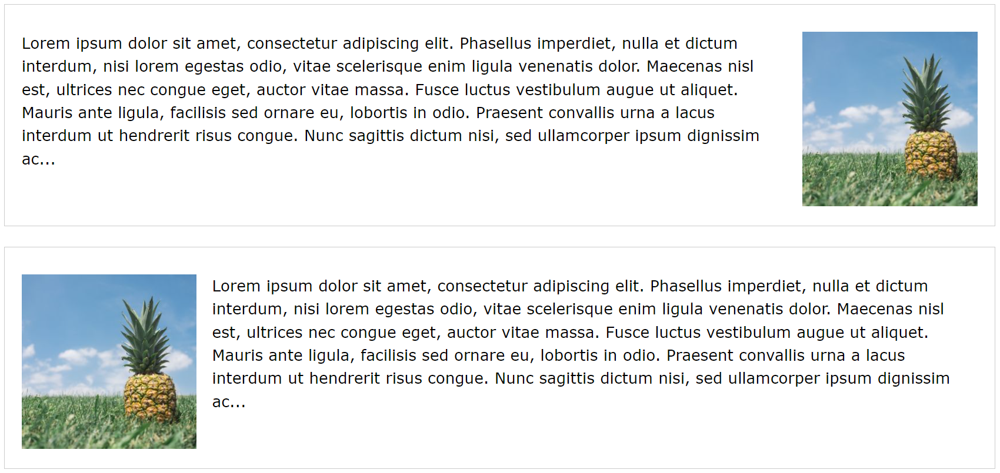 Lorem ipsum dolor sit amet, consectetur adipiscing elit. Phasellus imperdiet, nulla et dictum
interdum, nisi lorem egestas odio, vitae scelerisque enim ligula venenatis dolor. Maecenas nisl
est, ultrices nec congue eget, auctor vitae massa. Fusce luctus vestibulum augue ut aliquet.
Mauris ante ligula, facilisis sed ornare eu, lobortis in odio. Praesent convallis urna a lacus
interdum ut hendrerit risus congue. Nunc sagittis dictum nisi, sed ullamcorper ipsum dignissim
ac...
Lorem ipsum dolor sit amet, consectetur adipiscing elit. Phasellus imperdiet, nulla et dictum
interdum, nisi lorem egestas odio, vitae scelerisque enim ligula venenatis dolor. Maecenas nisl
est, ultrices nec congue eget, auctor vitae massa. Fusce luctus vestibulum augue ut aliquet.
Mauris ante ligula, facilisis sed ornare eu, lobortis in odio. Praesent convallis urna a lacus
interdum ut hendrerit risus congue. Nunc sagittis dictum nisi, sed ullamcorper ipsum dignissim
ac...